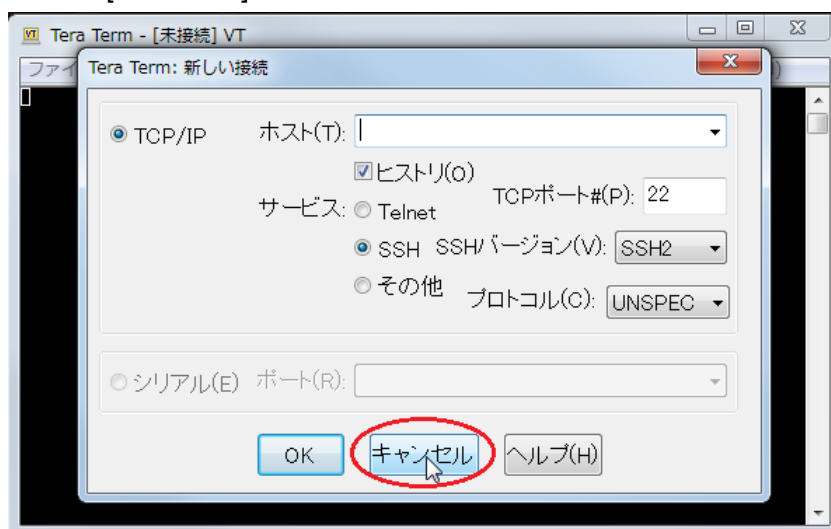 Tera Term - [未接続] VT
ファイ
Tera Term: 新しい接続
TCP/IP
ホスト(T):
ヒストリ(O)
サービス:
Telnet
TCPポート#(P): 22
SSH
SSHバージョン(V): SSH2
その他
プロトコル(C): UNSPEC
シリアル(E)
ポート(R):
OK
キャンセル
ヘルプ(H)